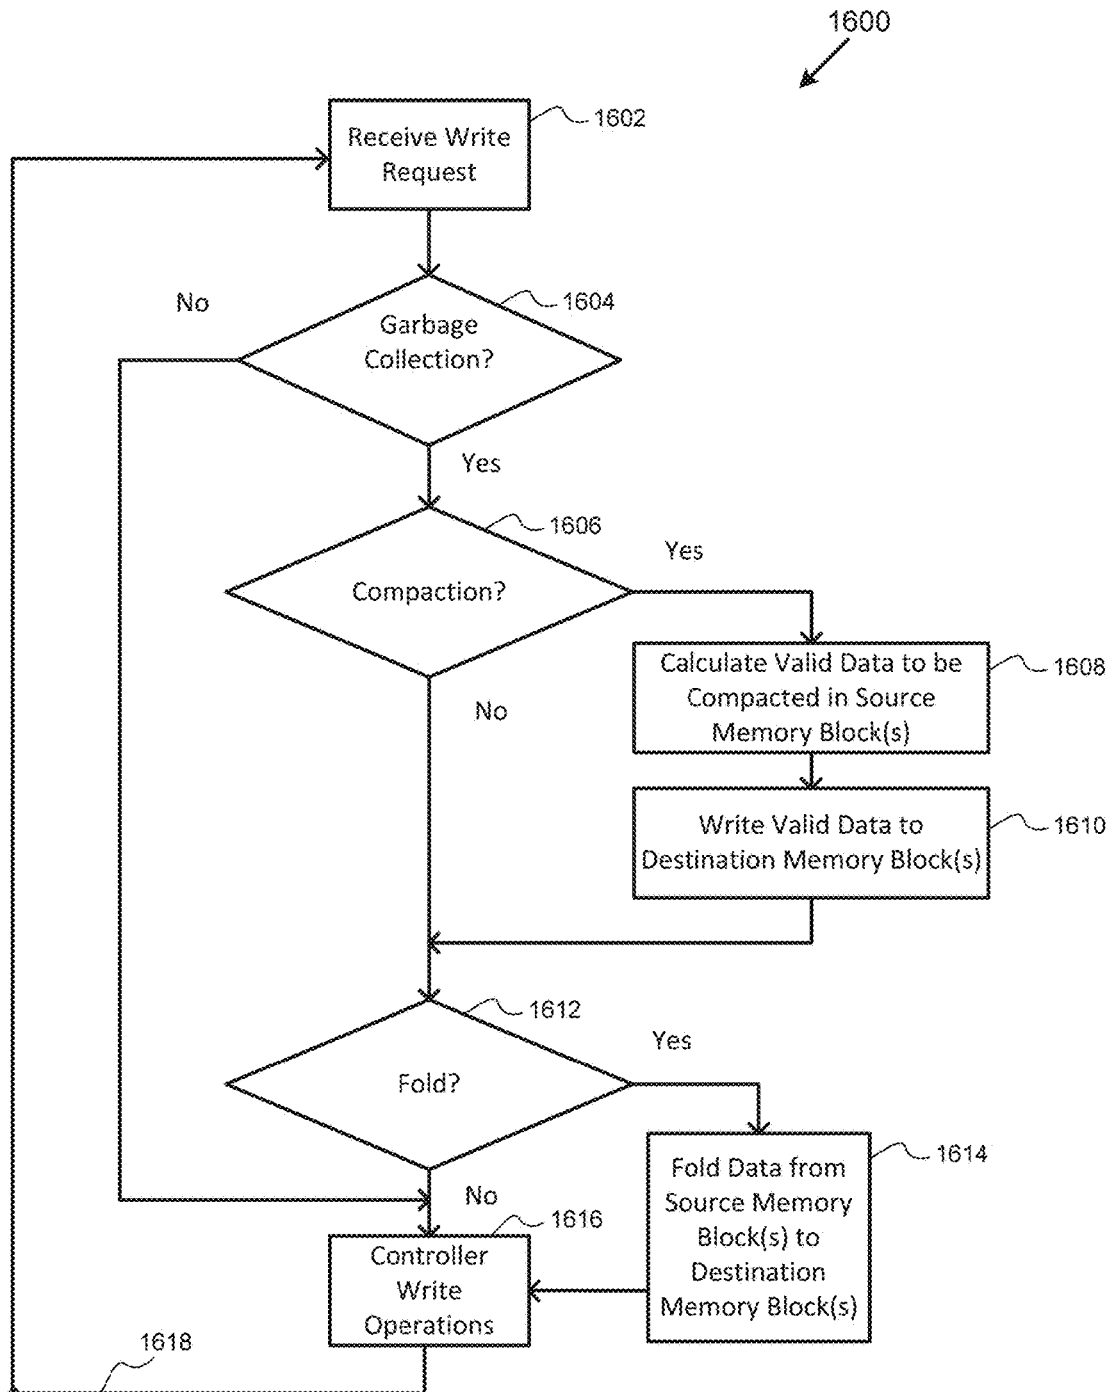 1600
Receive Write
Request
1602
No
Garbage
Collection?
1604
Yes
Compaction?
1606
Yes
No
Calculate Valid Data to be
Compacted in Source
Memory Block(s)
1608
Write Valid Data to
Destination Memory Block(s)
1610
Fold?
1612
Yes
No
Fold Data from
Source Memory
Block(s) to
Destination
Memory Block(s)
1614
Controller
Write
Operations
1616
1618